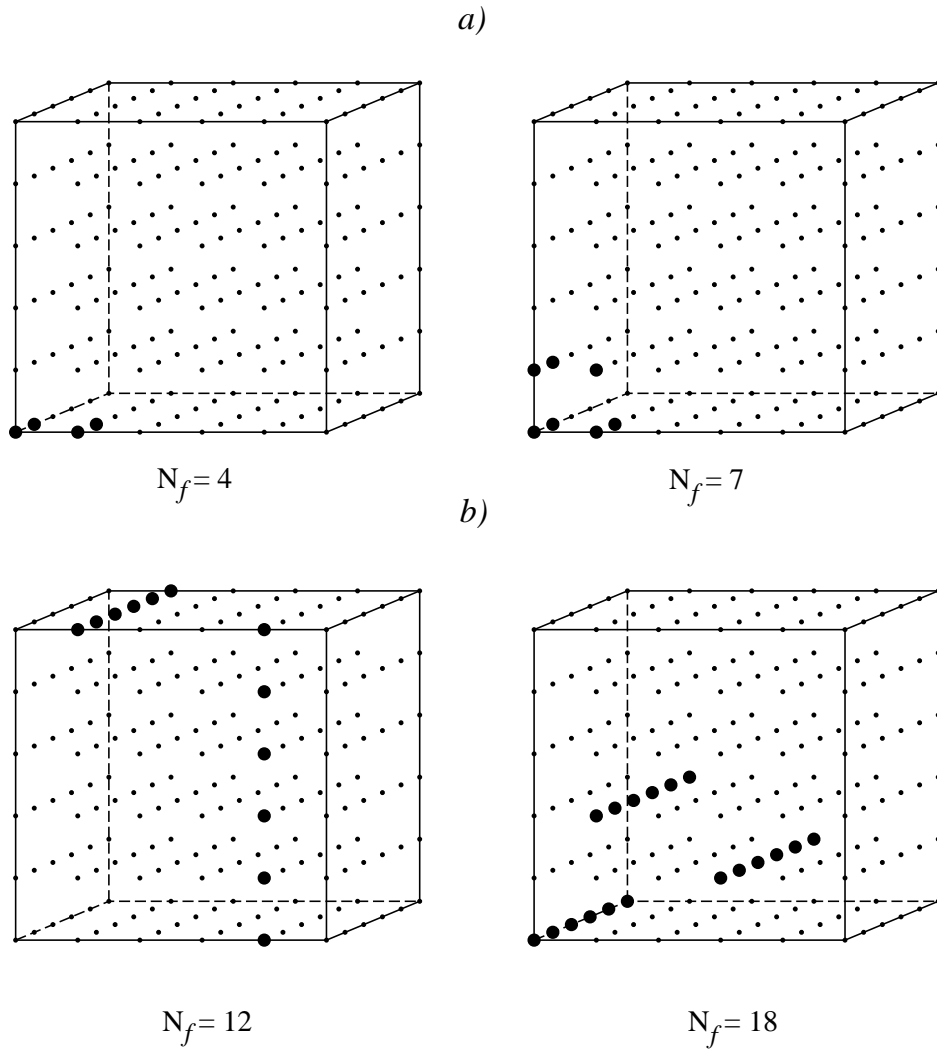 a)
N_f = 4
N_f = 7
b)
N_f = 12
N_f = 18